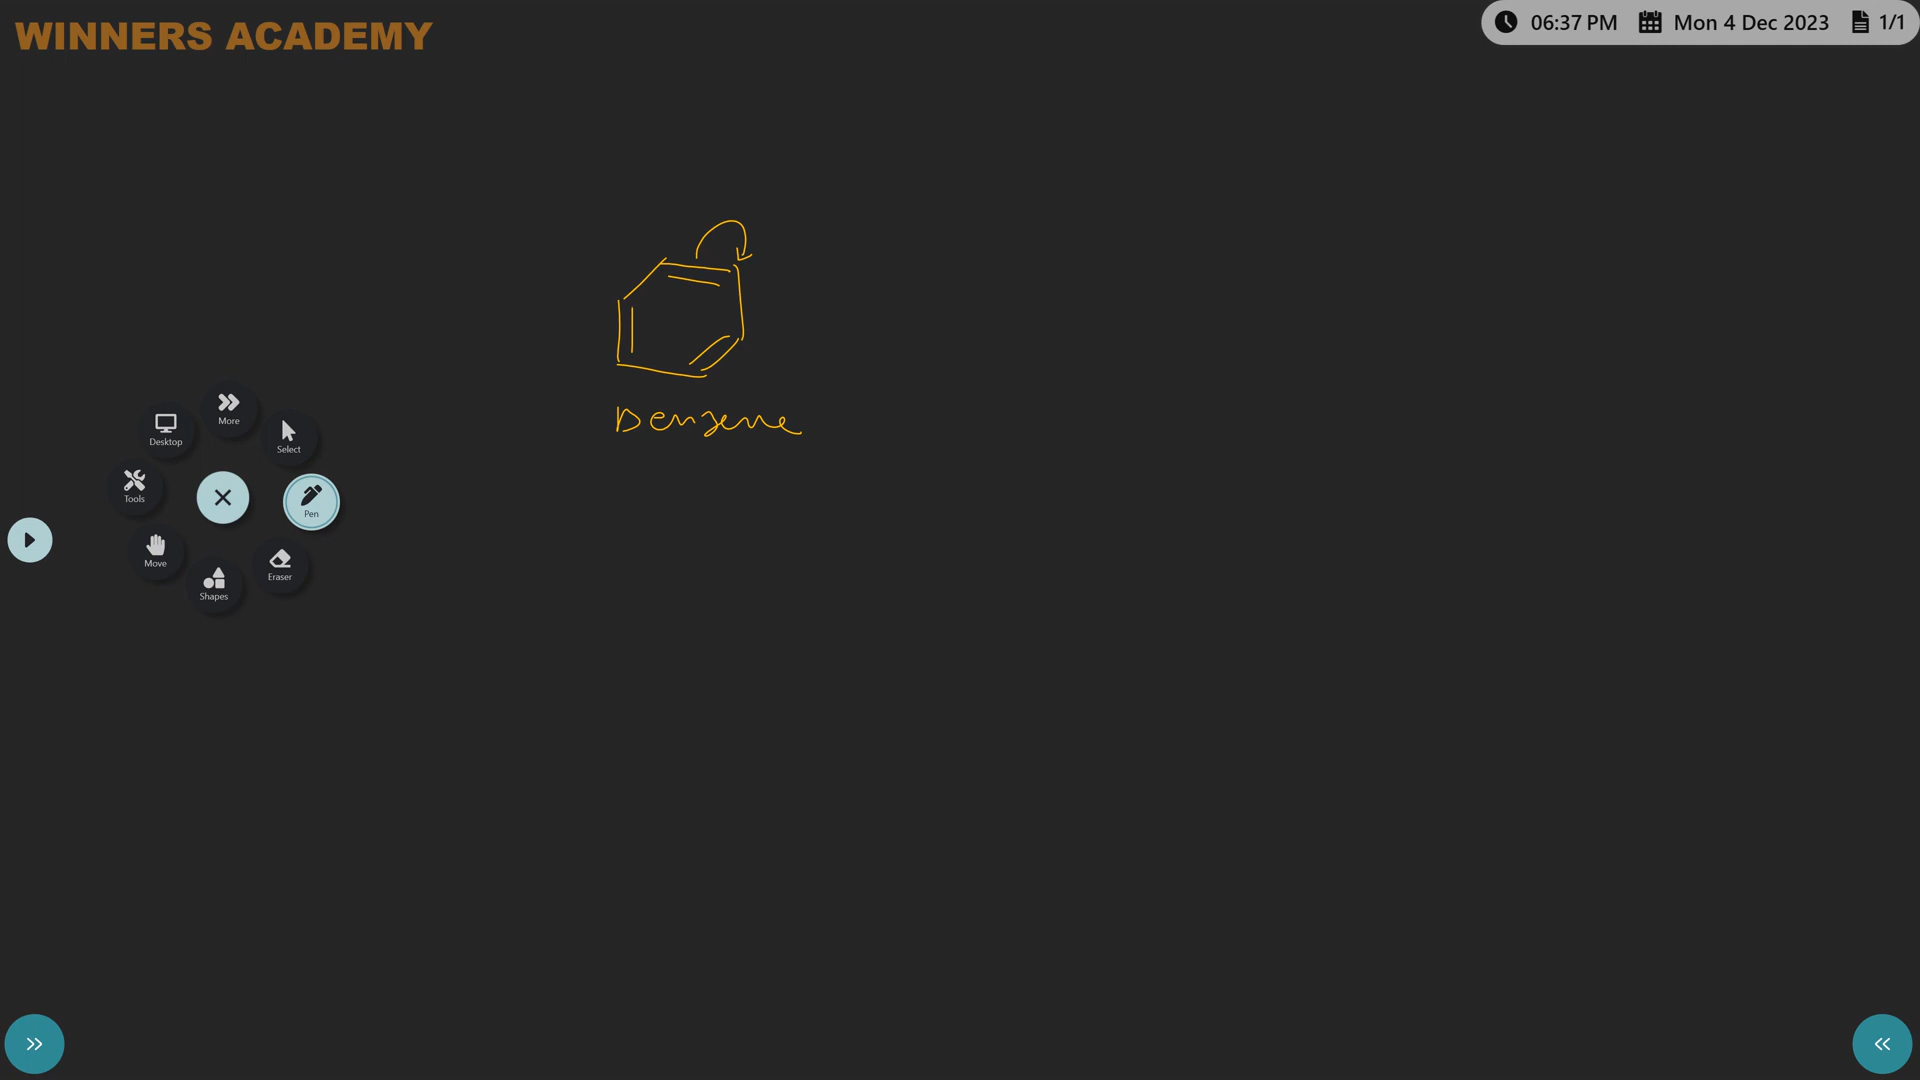 WINNERS ACADEMY
06:37 PM Mon 4 Dec 2023 1/1
Benzene
More
Desktop
Select
Tools
Pen
Move
Eraser
Shapes